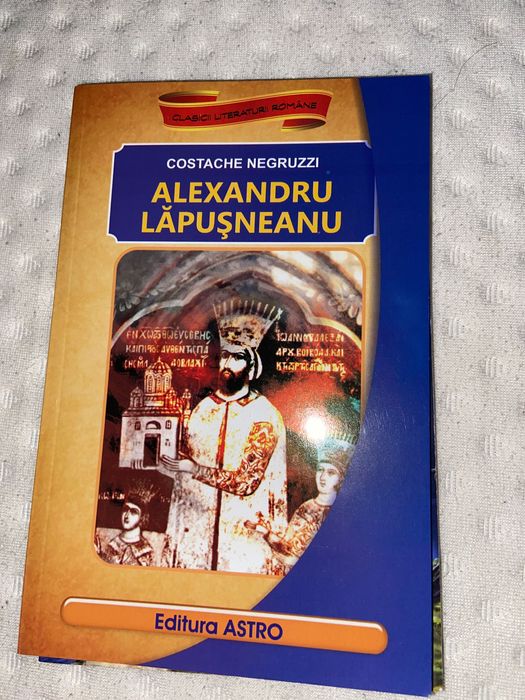 CLASICII LITERATURII ROMÂNE
COSTACHE NEGRUZZI
ALEXANDRU
LĂPUŞNEANU
Editura ASTRO